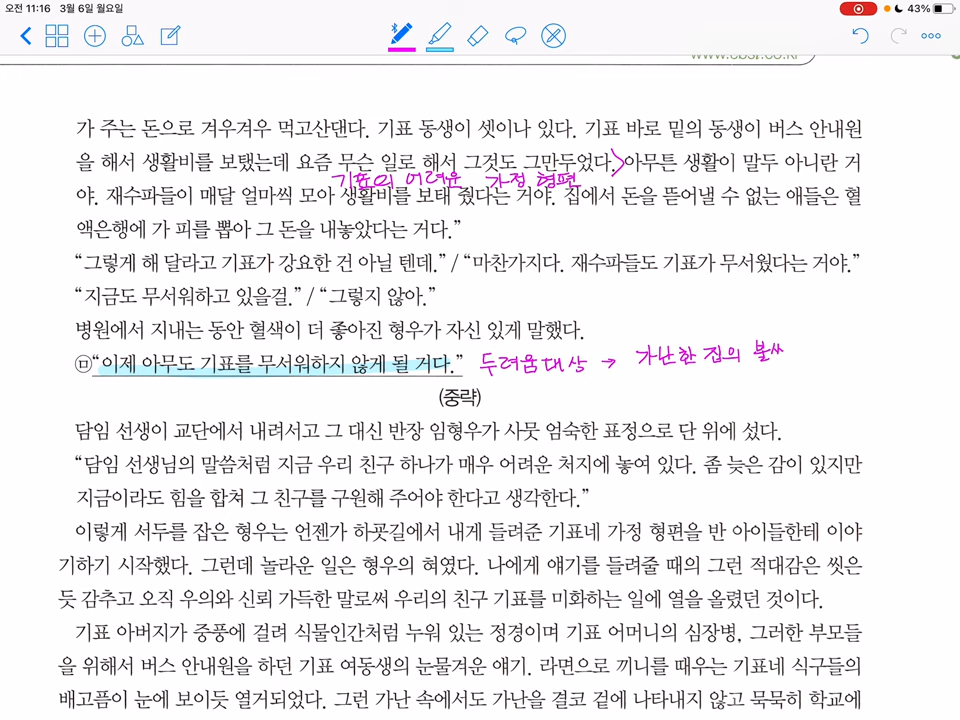 오전 11:16 3월 6일 월요일
43%
가 주는 돈으로 겨우겨우 먹고산댄다. 기표 동생이 셋이나 있다. 기표 바로 밑의 동생이 버스 안내원
을 해서 생활비를 보탰는데 요즘 무슨 일로 해서 그것도 그만두었다. 아무튼 생활이 말두 아니란 거
기표의 어려운 가정 형편
야. 재수파들이 매달 얼마씩 모아 생활비를 보태 줬다는 거야. 집에서 돈을 뜯어낼 수 없는 애들은 혈
액은행에 가 피를 뽑아 그 돈을 내놓았다는 거다.”
“그렇게 해 달라고 기표가 강요한 건 아닐 텐데.” / “마찬가지다. 재수파들도 기표가 무서웠다는 거야.”
“지금도 무서워하고 있을걸.” / “그렇지 않아.”
병원에서 지내는 동안 혈색이 더 좋아진 형우가 자신 있게 말했다.
㉤“이제 아무도 기표를 무서워하지 않게 될 거다.” 두려움 대상 → 가난한 집의 불
(중략)
담임 선생이 교단에서 내려서고 그 대신 반장 임형우가 사뭇 엄숙한 표정으로 단 위에 섰다.
“담임 선생님의 말씀처럼 지금 우리 친구 하나가 매우 어려운 처지에 놓여 있다. 좀 늦은 감이 있지만
지금이라도 힘을 합쳐 그 친구를 구원해 주어야 한다고 생각한다.”
이렇게 서두를 잡은 형우는 언젠가 하굣길에서 내게 들려준 기표네 가정 형편을 반 아이들한테 이야
기하기 시작했다. 그런데 놀라운 일은 형우의 혀였다. 나에게 얘기를 들려줄 때의 그런 적대감은 씻은
듯 감추고 오직 우의와 신뢰 가득한 말로써 우리의 친구 기표를 미화하는 일에 열을 올렸던 것이다.
기표 아버지가 중풍에 걸려 식물인간처럼 누워 있는 정경이며 기표 어머니의 심장병, 그러한 부모들
을 위해서 버스 안내원을 하던 기표 여동생의 눈물겨운 얘기. 라면으로 끼니를 때우는 기표네 식구들의
배고픔이 눈에 보이듯 열거되었다. 그런 가난 속에서도 가난을 결코 겉에 나타내지 않고 묵묵히 학교에